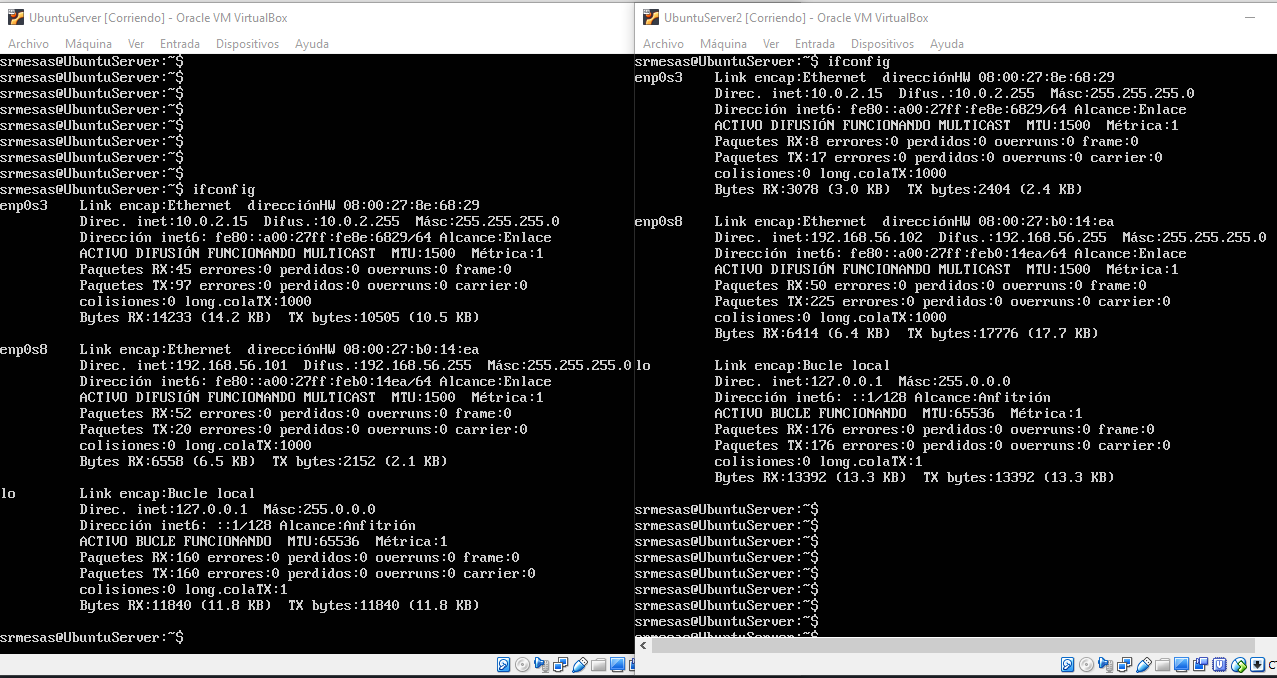 UbuntuServer [Corriendo] - Oracle VM VirtualBox
Archivo Máquina Ver Entrada Dispositivos Ayuda
srmesas@UbuntuServer:~$
srmesas@UbuntuServer:~$
srmesas@UbuntuServer:~$
srmesas@UbuntuServer:~$
srmesas@UbuntuServer:~$
srmesas@UbuntuServer:~$
srmesas@UbuntuServer:~$
srmesas@UbuntuServer:~$
srmesas@UbuntuServer:~$ ifconfig
enp0s3 Link encap:Ethernet direcciónHW 08:00:27:8e:68:29
Direc. inet:10.0.2.15 Difus.:10.0.2.255 Másc:255.255.255.0
Dirección inet6: fe80::a00:27ff:fe8e:6829/64 Alcance:Enlace
ACTIVO DIFUSIÓN FUNCIONANDO MULTICAST MTU:1500 Métrica:1
Paquetes RX:45 errores:0 perdidos:0 overruns:0 frame:0
Paquetes TX:97 errores:0 perdidos:0 overruns:0 carrier:0
colisiones:0 long.colaTX:1000
Bytes RX:14233 (14.2 KB) TX bytes:10505 (10.5 KB)
enp0s8 Link encap:Ethernet direcciónHW 08:00:27:b0:14:ea
Direc. inet:192.168.56.101 Difus.:192.168.56.255 Másc:255.255.255.0
Dirección inet6: fe80::a00:27ff:feb0:14ea/64 Alcance:Enlace
ACTIVO DIFUSIÓN FUNCIONANDO MULTICAST MTU:1500 Métrica:1
Paquetes RX:52 errores:0 perdidos:0 overruns:0 frame:0
Paquetes TX:20 errores:0 perdidos:0 overruns:0 carrier:0
colisiones:0 long.colaTX:1000
Bytes RX:6558 (6.5 KB) TX bytes:2152 (2.1 KB)
lo Link encap:Bucle local
Direc. inet:127.0.0.1 Másc:255.0.0.0
Dirección inet6: ::1/128 Alcance:Anfitrión
ACTIVO BUCLE FUNCIONANDO MTU:65536 Métrica:1
Paquetes RX:160 errores:0 perdidos:0 overruns:0 frame:0
Paquetes TX:160 errores:0 perdidos:0 overruns:0 carrier:0
colisiones:0 long.colaTX:1
Bytes RX:11840 (11.8 KB) TX bytes:11840 (11.8 KB)
srmesas@UbuntuServer:~$
UbuntuServer2 [Corriendo] - Oracle VM VirtualBox
Archivo Máquina Ver Entrada Dispositivos Ayuda
srmesas@UbuntuServer:~$ ifconfig
enp0s3 Link encap:Ethernet direcciónHW 08:00:27:8e:68:29
Direc. inet:10.0.2.15 Difus.:10.0.2.255 Másc:255.255.255.0
Dirección inet6: fe80::a00:27ff:fe8e:6829/64 Alcance:Enlace
ACTIVO DIFUSIÓN FUNCIONANDO MULTICAST MTU:1500 Métrica:1
Paquetes RX:8 errores:0 perdidos:0 overruns:0 frame:0
Paquetes TX:17 errores:0 perdidos:0 overruns:0 carrier:0
colisiones:0 long.colaTX:1000
Bytes RX:3078 (3.0 KB) TX bytes:2404 (2.4 KB)
enp0s8 Link encap:Ethernet direcciónHW 08:00:27:b0:14:ea
Direc. inet:192.168.56.102 Difus.:192.168.56.255 Másc:255.255.255.0
Dirección inet6: fe80::a00:27ff:feb0:14ea/64 Alcance:Enlace
ACTIVO DIFUSIÓN FUNCIONANDO MULTICAST MTU:1500 Métrica:1
Paquetes RX:50 errores:0 perdidos:0 overruns:0 frame:0
Paquetes TX:225 errores:0 perdidos:0 overruns:0 carrier:0
colisiones:0 long.colaTX:1000
Bytes RX:6414 (6.4 KB) TX bytes:17776 (17.7 KB)
lo Link encap:Bucle local
Direc. inet:127.0.0.1 Másc:255.0.0.0
Dirección inet6: ::1/128 Alcance:Anfitrión
ACTIVO BUCLE FUNCIONANDO MTU:65536 Métrica:1
Paquetes RX:176 errores:0 perdidos:0 overruns:0 frame:0
Paquetes TX:176 errores:0 perdidos:0 overruns:0 carrier:0
colisiones:0 long.colaTX:1
Bytes RX:13392 (13.3 KB) TX bytes:13392 (13.3 KB)
srmesas@UbuntuServer:~$
srmesas@UbuntuServer:~$
srmesas@UbuntuServer:~$
srmesas@UbuntuServer:~$
srmesas@UbuntuServer:~$
srmesas@UbuntuServer:~$
srmesas@UbuntuServer:~$
srmesas@UbuntuServer:~$
srmesas@UbuntuServer:~$